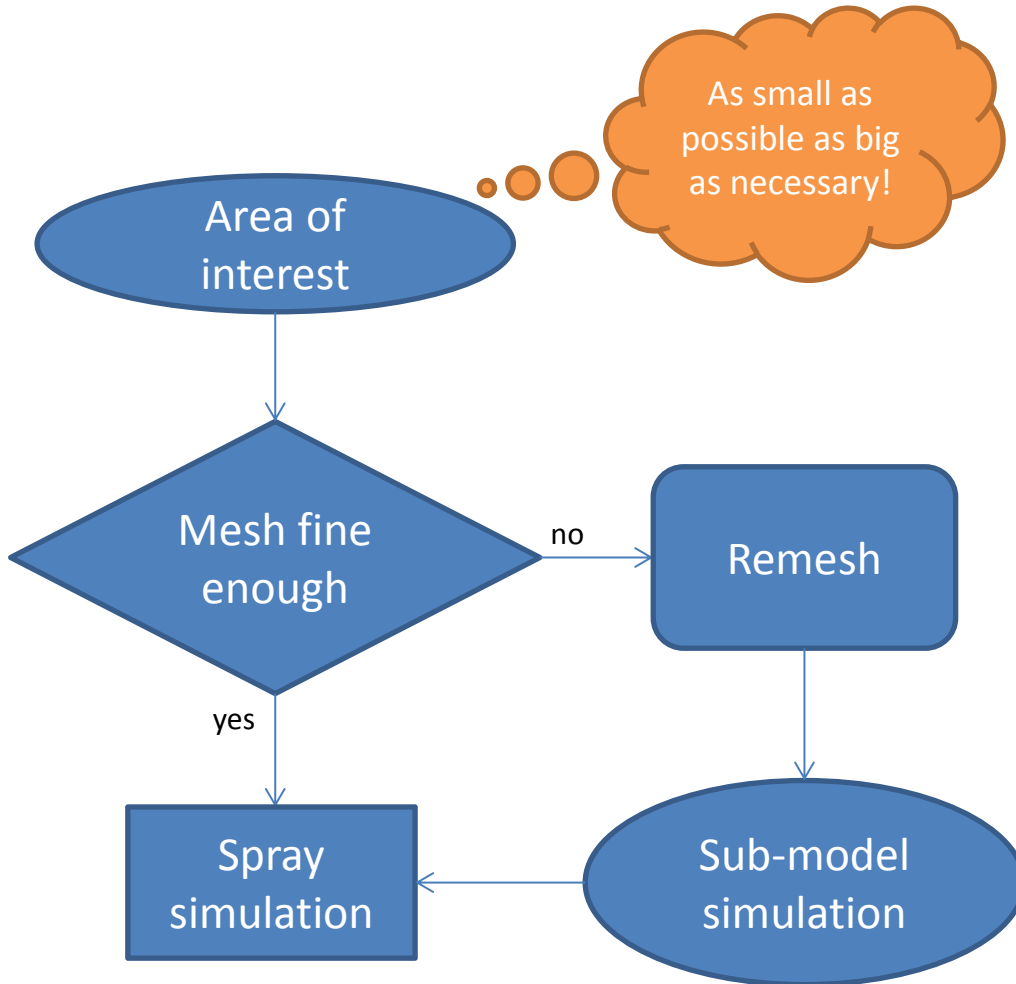 As small as
possible as big
as necessary!
Area of
interest
Mesh fine
enough
no
Remesh
yes
Spray
simulation
Sub-model
simulation